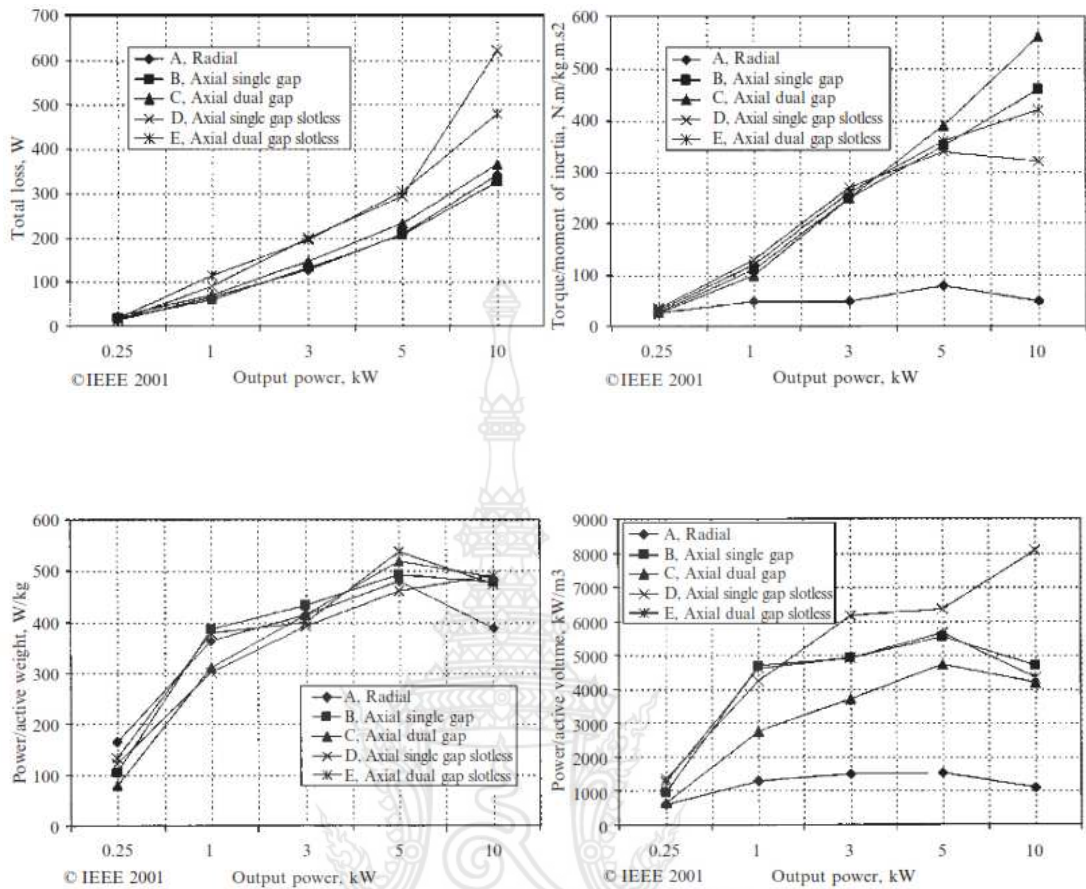 700
600
500
400
300
200
100
0
Total loss, W
A, Radial
B, Axial single gap
C, Axial dual gap
D, Axial single gap slotless
E, Axial dual gap slotless
0.25 1 3 5 10
©IEEE 2001 Output power, kW
600
500
400
300
200
100
0
Torque/moment of inertia, N.m/kg.m.s2
A, Radial
B, Axial single gap
C, Axial dual gap
D, Axial single gap slotless
E, Axial dual gap slotless
0.25 1 3 5 10
©IEEE 2001 Output power, kW
600
500
400
300
200
100
0
Power/active weight, W/kg
A, Radial
B, Axial single gap
C, Axial dual gap
D, Axial single gap slotless
E, Axial dual gap slotless
0.25 1 3 5 10
© IEEE 2001 Output power, kW
9000
8000
7000
6000
5000
4000
3000
2000
1000
0
Power/active volume, kW/m3
A, Radial
B, Axial single gap
C, Axial dual gap
D, Axial single gap slotless
E, Axial dual gap slotless
0.25 1 3 5 10
© IEEE 2001 Output power, kW